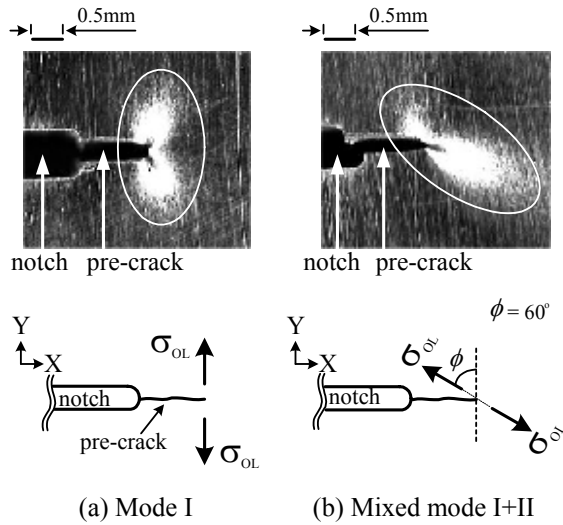 0.5mm
0.5mm
notch
pre-crack
notch
pre-crack
ϕ = 60°
Y
X
σOL
notch
pre-crack
σOL
Y
X
σOL
ϕ
notch
σOL
(a) Mode I
(b) Mixed mode I+II